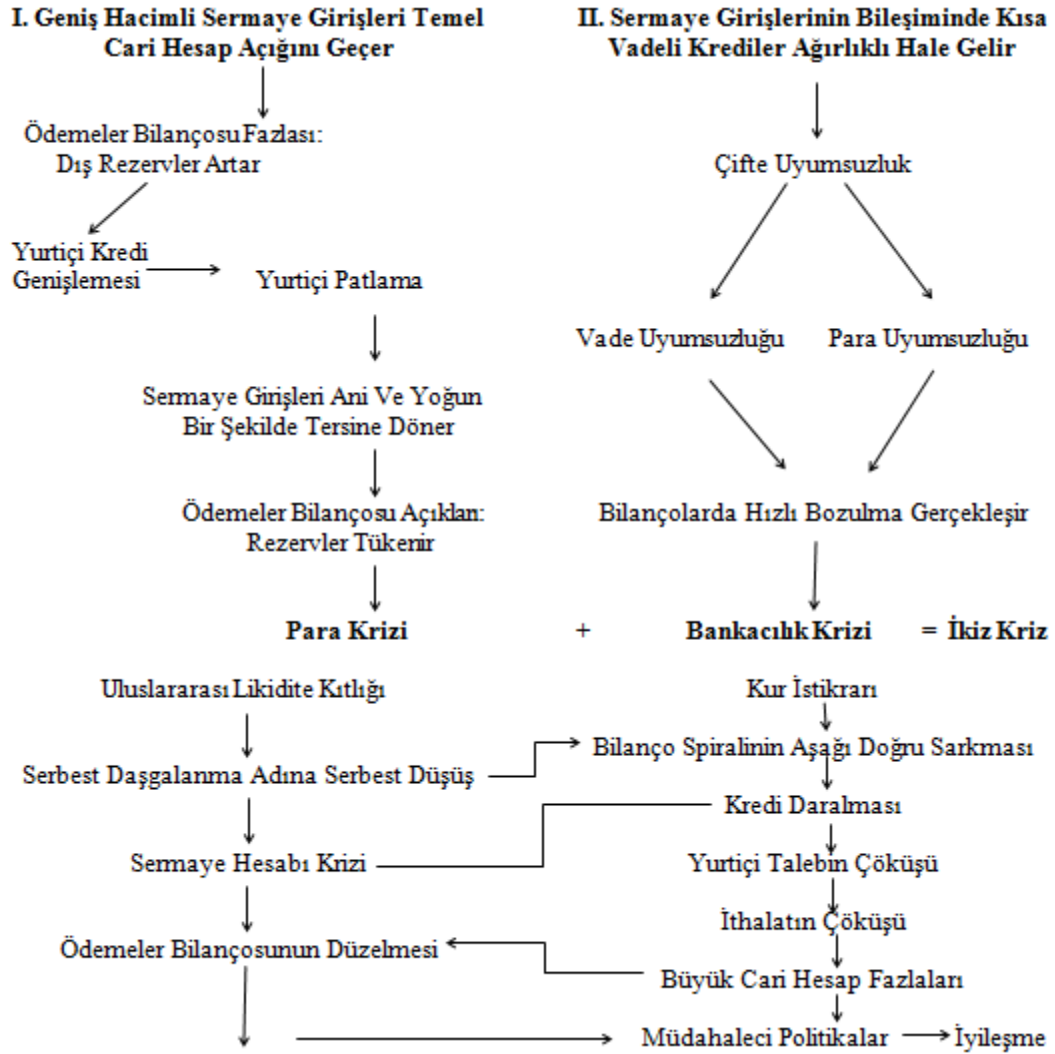 I. Geniş Hacimli Sermaye Girişleri Temel
Cari Hesap Açığını Geçer
II. Sermaye Girişlerinin Bileşiminde Kısa
Vadeli Krediler Ağırlıklı Hale Gelir
Ödemeler Bilançosu Fazlası:
Dış Rezervler Artar
Çifte Uyumsuzluk
Yurtiçi Kredi
Genişlemesi
Yurtiçi Patlama
Vade Uyumsuzluğu
Para Uyumsuzluğu
Sermaye Girişleri Ani Ve Yoğun
Bir Şekilde Tersine Döner
Ödemeler Bilançosu Açıkları:
Rezervler Tükenir
Bilançolarda Hızlı Bozulma Gerçekleşir
Para Krizi + Bankacılık Krizi = İkiz Kriz
Uluslararası Likidite Kıtlığı
Kur İstikrarı
Bilanço Spiralinin Aşağı Doğru Sarkması
Serbest Daşgalanma Adına Serbest Düşüş
Kredi Daralması
Sermaye Hesabı Krizi
Yurtiçi Talebin Çöküşü
İthalatın Çöküşü
Ödemeler Bilançosunun Düzelmesi
Büyük Cari Hesap Fazlaları
Müdahaleci Politikalar
İyileşme